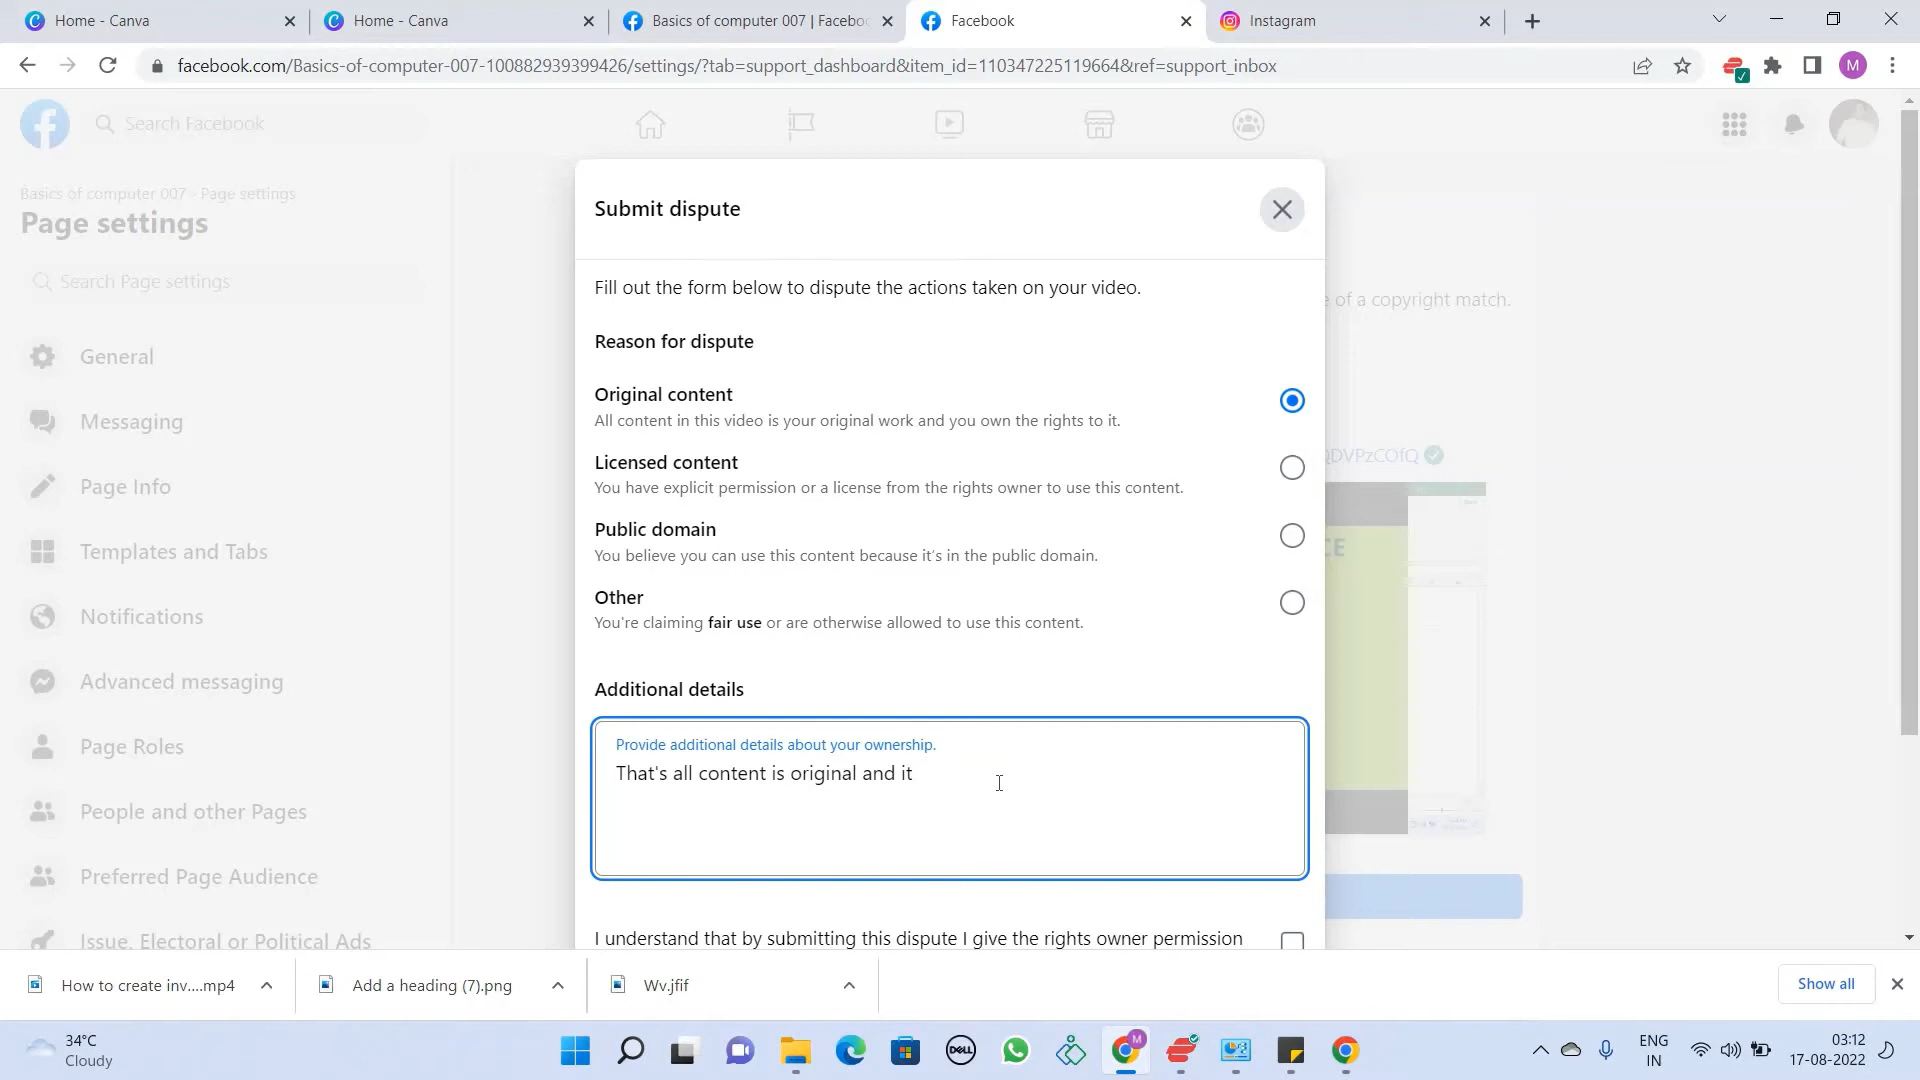 Home - Canva
Home - Canva
Basics of computer 007 | Faceboo
Facebook
Instagram
facebook.com/Basics-of-computer-007-100882939399426/settings/?tab=support_dashboard&item_id=110347225119664&ref=support_inbox
M
Search Facebook
Basics of computer 007 · Page settings
Page settings
Search Page settings
General
Messaging
Page Info
Templates and Tabs
Notifications
Advanced messaging
Page Roles
People and other Pages
Preferred Page Audience
Issue, Electoral or Political Ads
Submit dispute
Fill out the form below to dispute the actions taken on your video.
Reason for dispute
Original content
All content in this video is your original work and you own the rights to it.
Licensed content
You have explicit permission or a license from the rights owner to use this content.
Public domain
You believe you can use this content because it's in the public domain.
Other
You're claiming fair use or are otherwise allowed to use this content.
Additional details
Provide additional details about your ownership.
That's all content is original and it
I understand that by submitting this dispute I give the rights owner permission
of a copyright match.
QDVPzCOfQ
CE
How to create inv....mp4
Add a heading (7).png
Wv.jfif
Show all
34°C
Cloudy
DELL
M
ENG
IN
03:12
17-08-2022